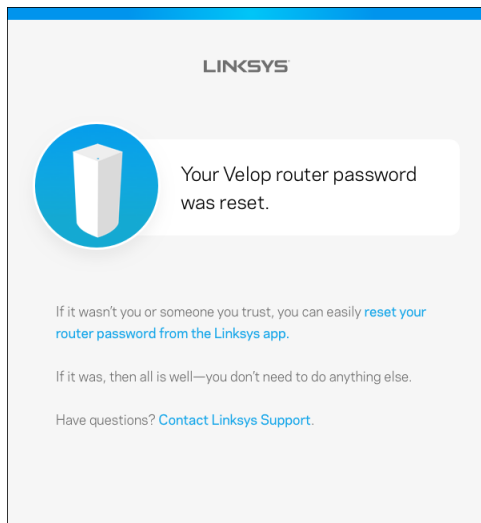 LINKSYS
Your Velop router password
was reset.
If it wasn't you or someone you trust, you can easily reset your
router password from the Linksys app.
If it was, then all is well—you don't need to do anything else.
Have questions? Contact Linksys Support.